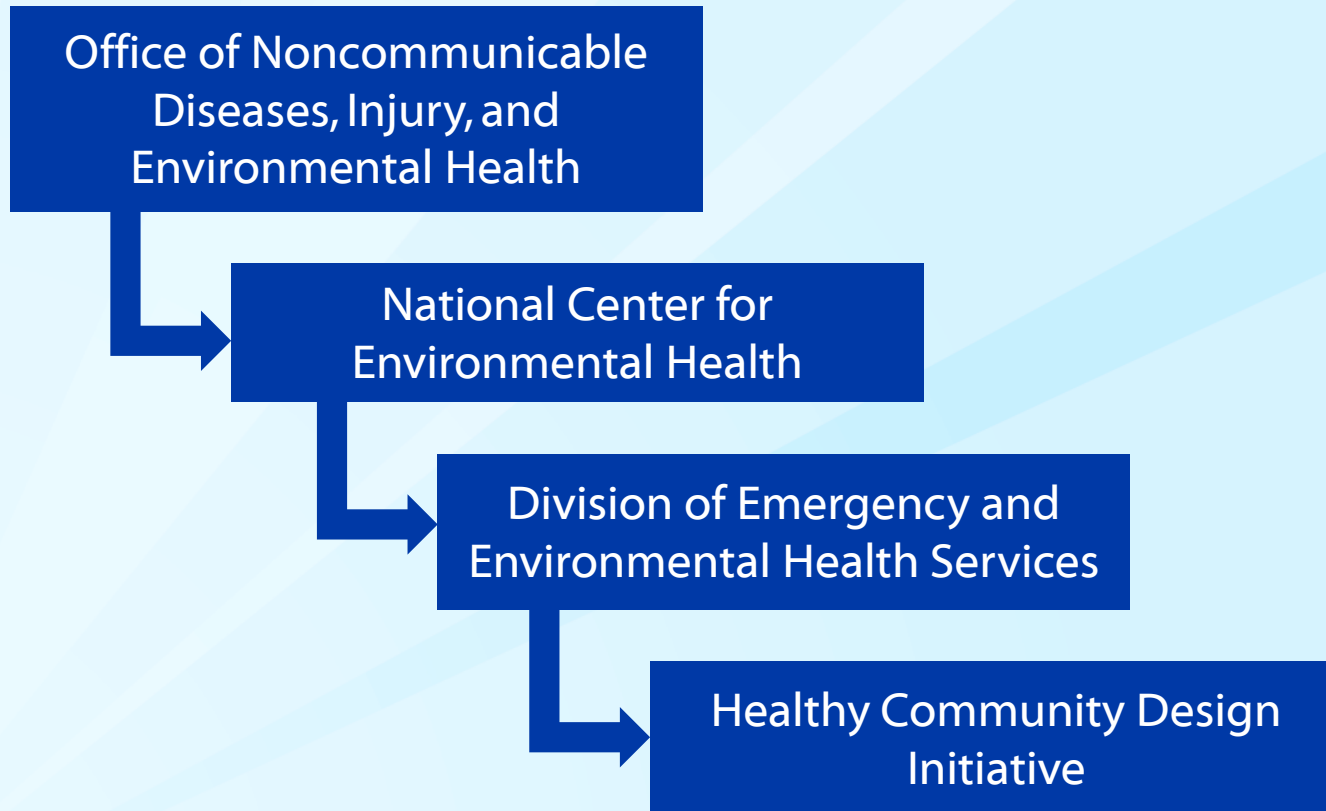 Office of Noncommunicable
Diseases, Injury, and
Environmental Health
National Center for
Environmental Health
Division of Emergency and
Environmental Health Services
Healthy Community Design
Initiative